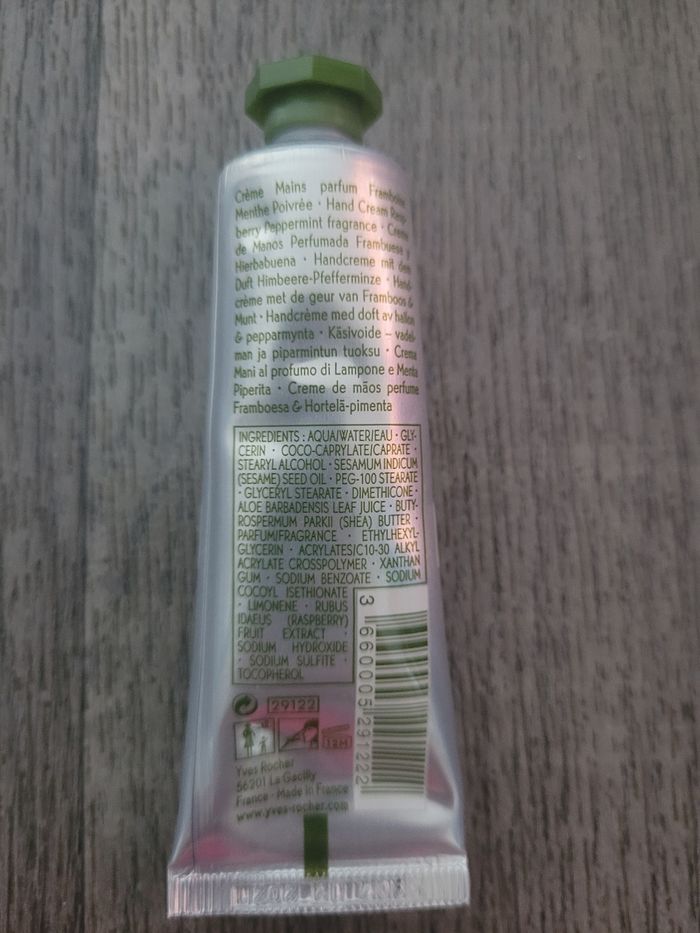 Crème Mains parfum Framboise
Menthe Poivrée • Hand Cream Rasp-
berry Peppermint fragrance • Crema
de Manos Perfumada Frambuesa y
Hierbabuena • Handcreme mit dem
Duft Himbeere-Pfefferminze • Hand-
crème met de geur van Framboos &
Munt • Handcrème med doft av hallon
& pepparmynta • Käsivoide – vadel-
man ja piparmintun tuoksu • Crema
Mani al profumo di Lampone e Menta
Piperita • Creme de mãos perfume
Framboesa & Hortelã-pimenta
INGREDIENTS : AQUA/WATER/EAU • GLY-
CERIN • COCO-CAPRYLATE/CAPRATE •
STEARYL ALCOHOL • SESAMUM INDICUM
(SESAME) SEED OIL • PEG-100 STEARATE
• GLYCERYL STEARATE • DIMETHICONE •
ALOE BARBADENSIS LEAF JUICE • BUTY-
ROSPERMUM PARKII (SHEA) BUTTER •
PARFUM/FRAGRANCE • ETHYLHEXYL-
GLYCERIN • ACRYLATES/C10-30 ALKYL
ACRYLATE CROSSPOLYMER • XANTHAN
GUM • SODIUM BENZOATE • SODIUM
COCOYL ISETHIONATE
• LIMONENE • RUBUS
IDAEUS (RASPBERRY)
FRUIT EXTRACT •
SODIUM HYDROXIDE
• SODIUM SULFITE •
TOCOPHEROL
3 660005 291222
29122
12M
Yves Rocher
56201 La Gacilly
France • Made in France
www.yves-rocher.com